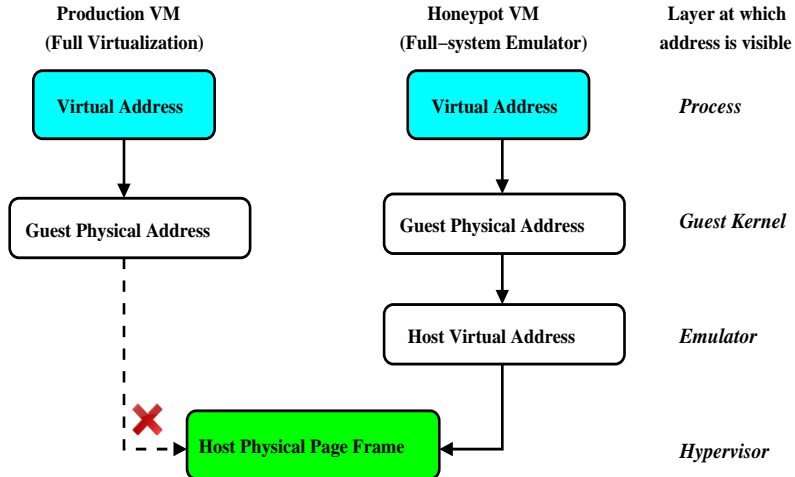 Production VM
(Full Virtualization)
Honeypot VM
(Full−system Emulator)
Layer at which
address is visible
Virtual Address
Virtual Address
Process
Guest Physical Address
Guest Physical Address
Guest Kernel
Host Virtual Address
Emulator
Host Physical Page Frame
Hypervisor